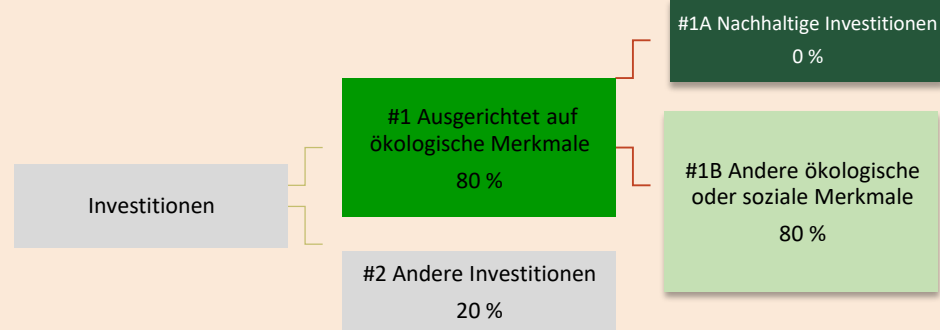 Investitionen
#1 Ausgerichtet auf
ökologische Merkmale
80 %
#2 Andere Investitionen
20 %
#1A Nachhaltige Investitionen
0 %
#1B Andere ökologische
oder soziale Merkmale
80 %